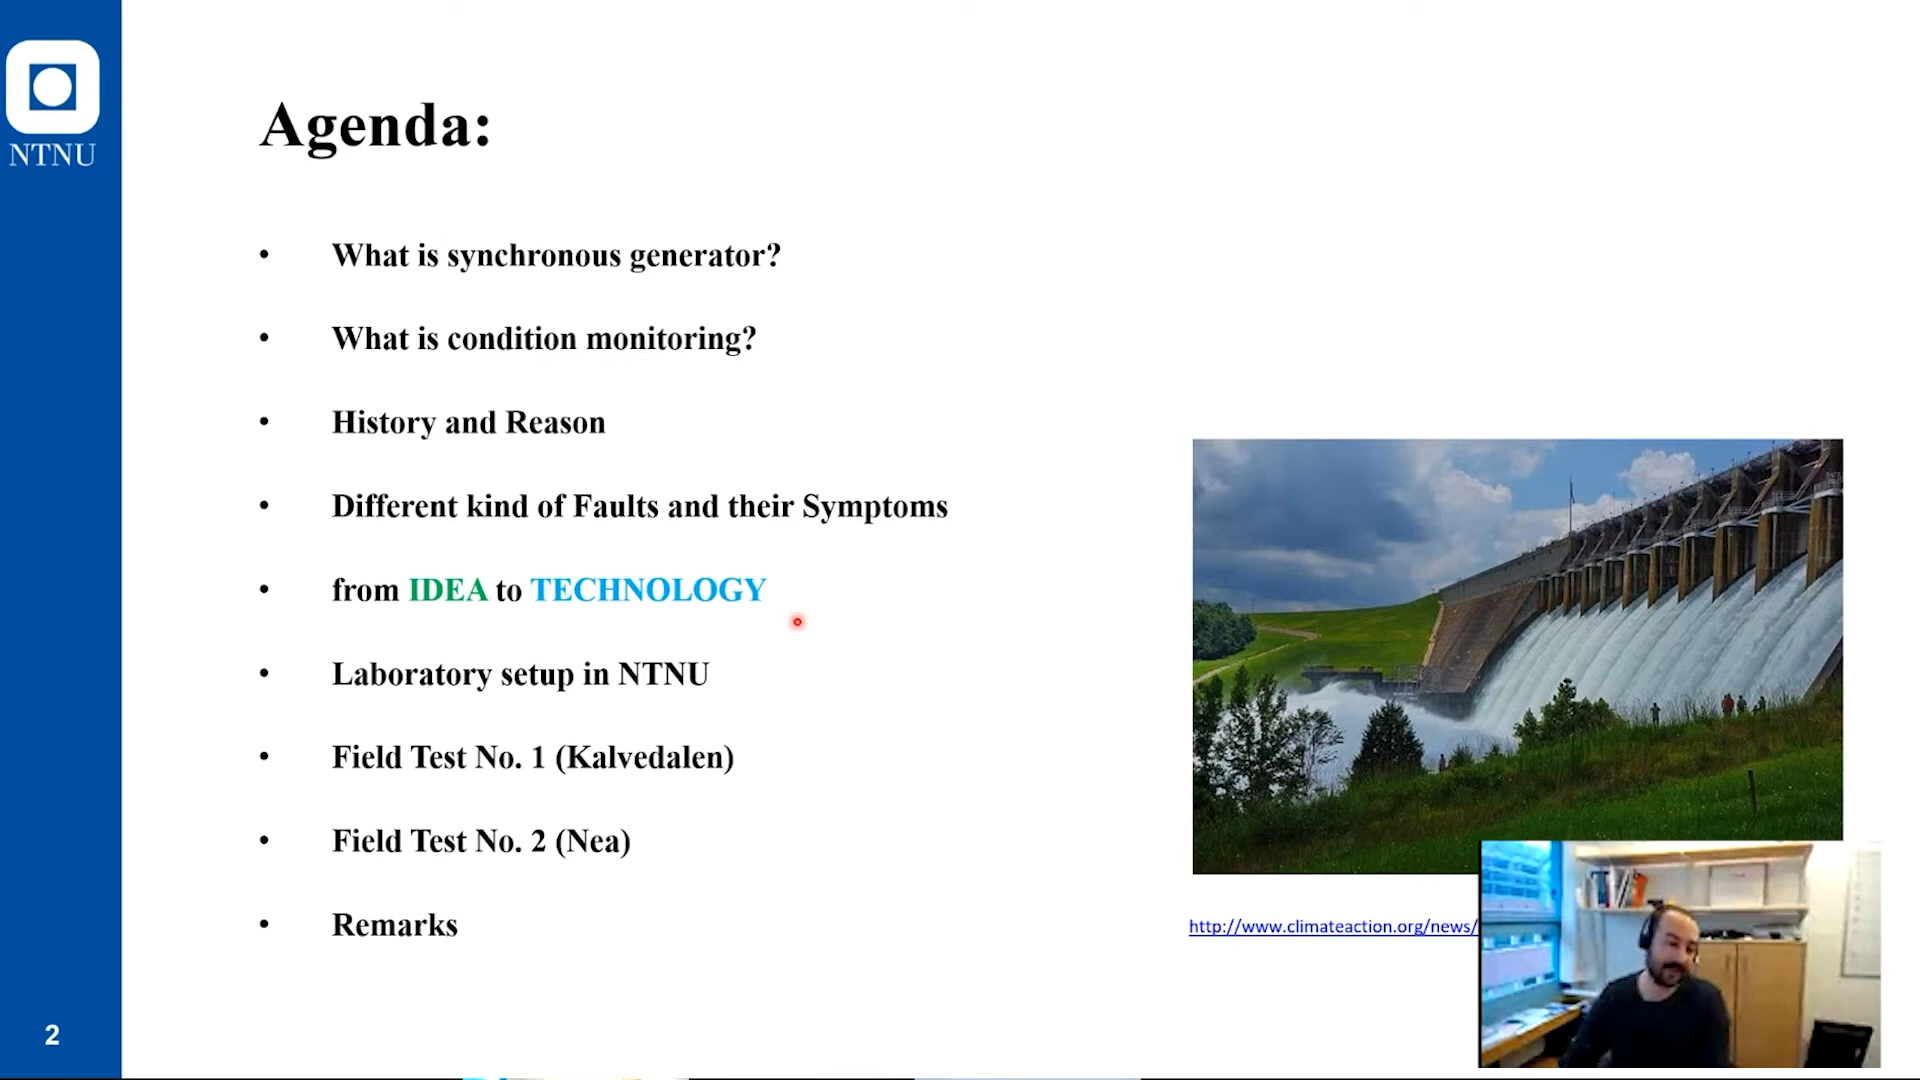 NTNU
Agenda:
• What is synchronous generator?
• What is condition monitoring?
• History and Reason
• Different kind of Faults and their Symptoms
• from IDEA to TECHNOLOGY
• Laboratory setup in NTNU
• Field Test No. 1 (Kalvedalen)
• Field Test No. 2 (Nea)
• Remarks
http://www.climateaction.org/news/
2